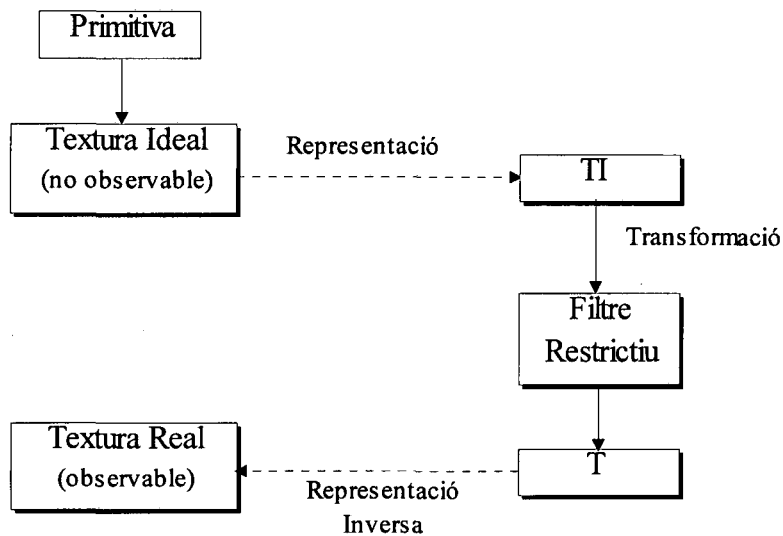 Primitiva
Textura Ideal
(no observable)
Representació
TI
Transformació
Filtre
Restrictiu
Textura Real
(observable)
T
Representació
Inversa